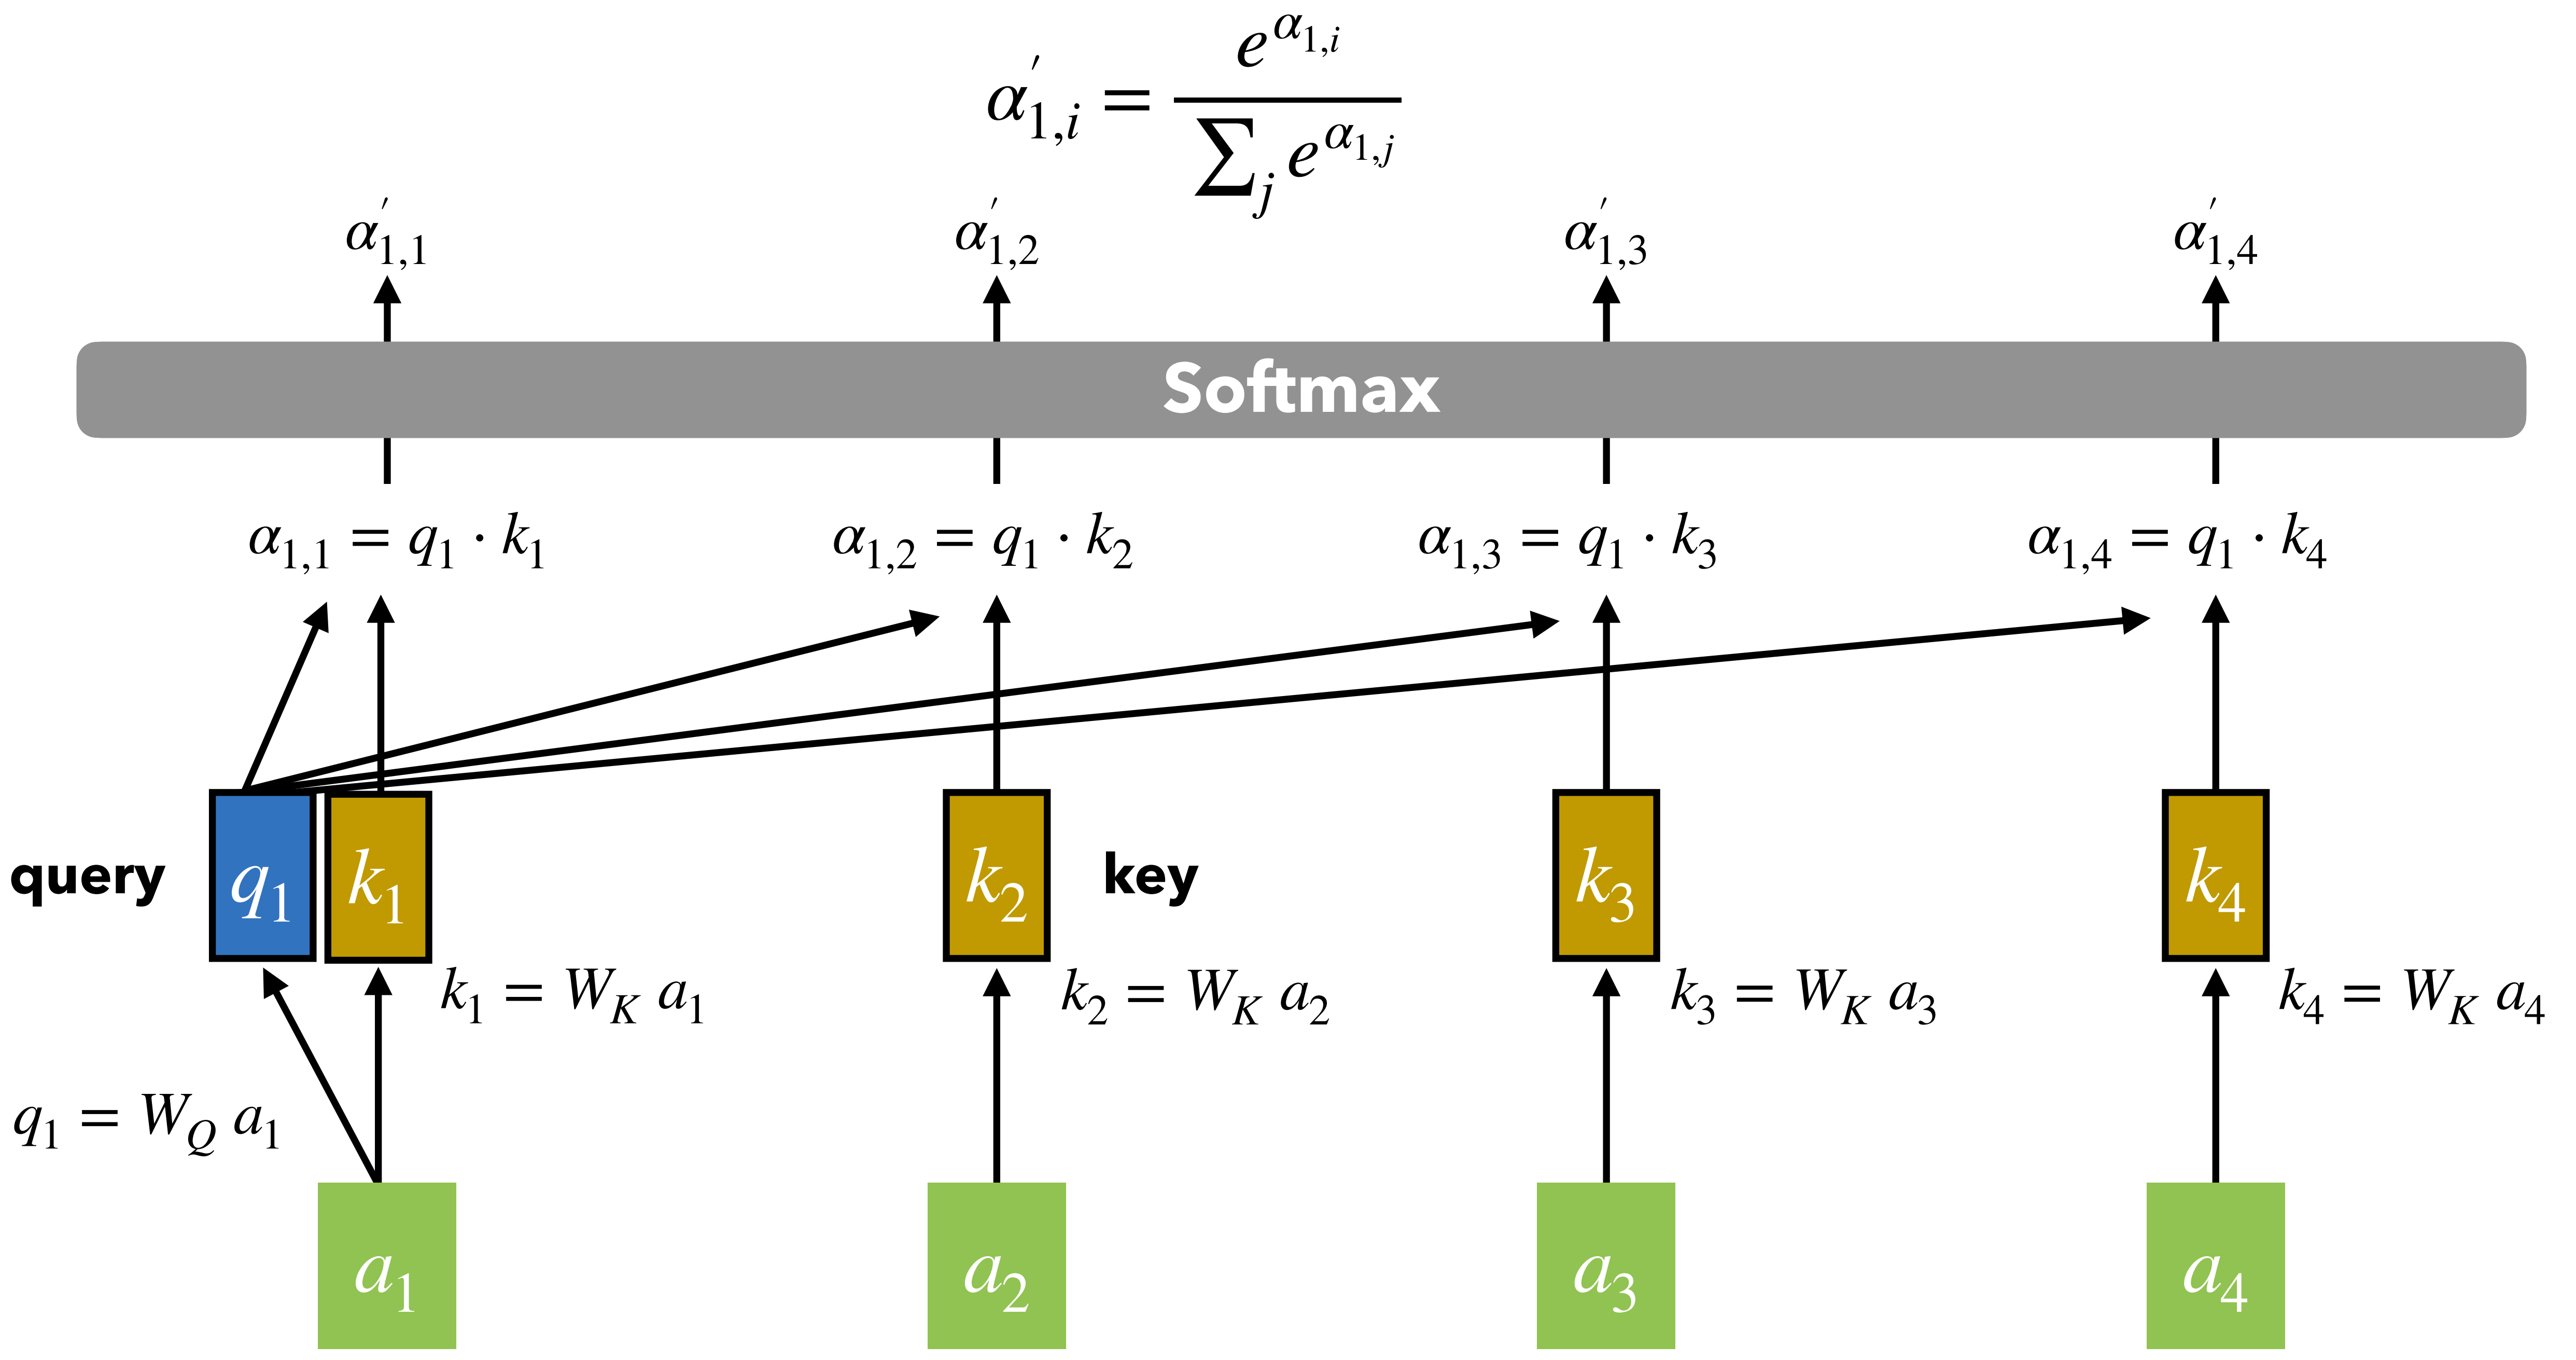 α′1,i = e^α1,i / ∑j e^α1,j
α′1,1 α′1,2 α′1,3 α′1,4
Softmax
α1,1 = q1 · k1 α1,2 = q1 · k2 α1,3 = q1 · k3 α1,4 = q1 · k4
query q1 k1 k2 key k3 k4
k1 = WK a1 k2 = WK a2 k3 = WK a3 k4 = WK a4
q1 = WQ a1
a1 a2 a3 a4